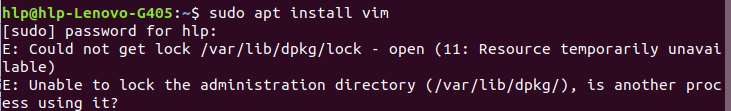 hlp@hlp-Lenovo-G405:~$ sudo apt install vim
[sudo] password for hlp:
E: Could not get lock /var/lib/dpkg/lock - open (11: Resource temporarily unavai
lable)
E: Unable to lock the administration directory (/var/lib/dpkg/), is another proc
ess using it?